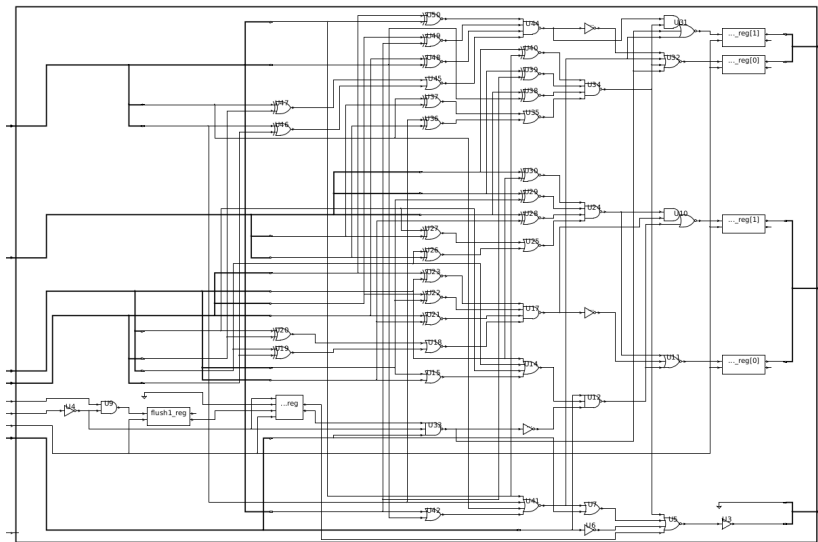 U50
U44
U31
..._reg[1]
U49
U40
U32
..._reg[0]
U48
U39
U45
U34
U38
U37
U47
U35
U36
U46
U30
U29
U24
U10
..._reg[1]
U28
U27
U25
U26
U23
U22
U17
U21
U20
U18
U19
U11
..._reg[0]
U14
U15
U12
U4
U9
...reg
flush1_reg
U33
U41
U7
U42
U5
U3
U6